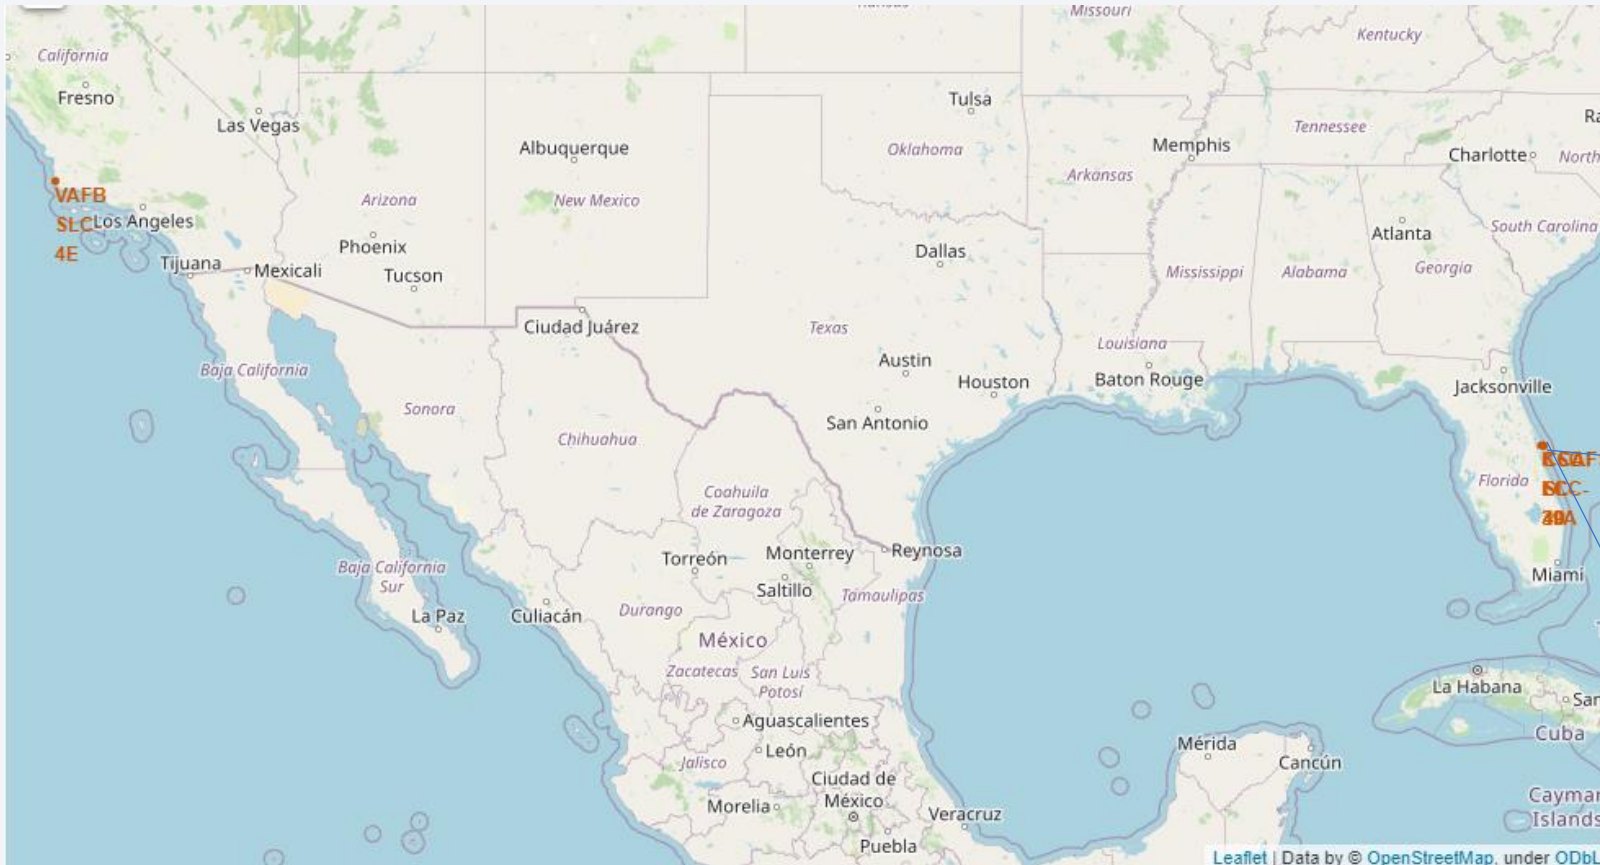 Missouri
Kentucky
California
Fresno
Las Vegas
Tulsa
Albuquerque
Oklahoma
Memphis
Tennessee
Charlotte
North
Arkansas
VAFB
SLC
4E
Los Angeles
Arizona
New Mexico
South Carolina
Phoenix
Dallas
Atlanta
Tijuana
Mexicali
Tucson
Mississippi
Alabama
Georgia
Ciudad Juárez
Texas
Louisiana
Baja California
Austin
Houston
Baton Rouge
Jacksonville
Sonora
San Antonio
Chihuahua
Florida
Coahuila
de Zaragoza
Torreón
Monterrey
Reynosa
Baja California
Sur
Saltillo
Tamaulipas
Miami
La Paz
Culiacán
Durango
México
Zacatecas
San Luis
Potosí
La Habana
San
Aguascalientes
León
Mérida
Cuba
Jalisco
Cancún
Ciudad de
México
Morelia
Veracruz
Cayman
Islands
Puebla
Leaflet | Data by © OpenStreetMap, under ODbL